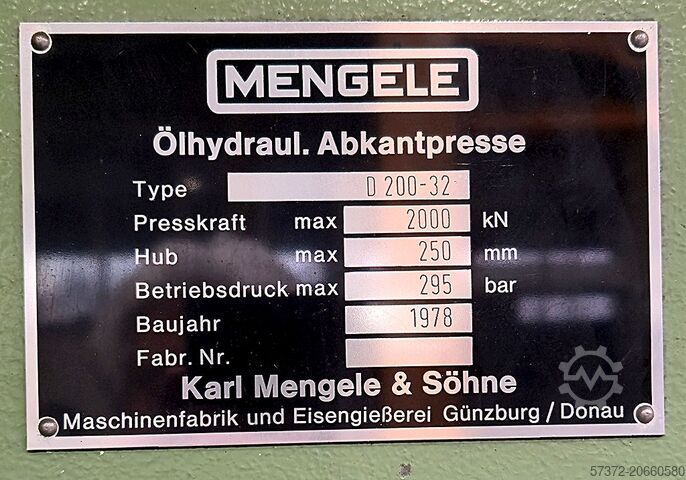 MENGELE
Ölhydraul. Abkantpresse
Type D 200-32
Presskraft max 2000 kN
Hub max 250 mm
Betriebsdruck max 295 bar
Baujahr 1978
Fabr. Nr.
Karl Mengele & Söhne
Maschinenfabrik und Eisengießerei Günzburg / Donau
57372-20660580